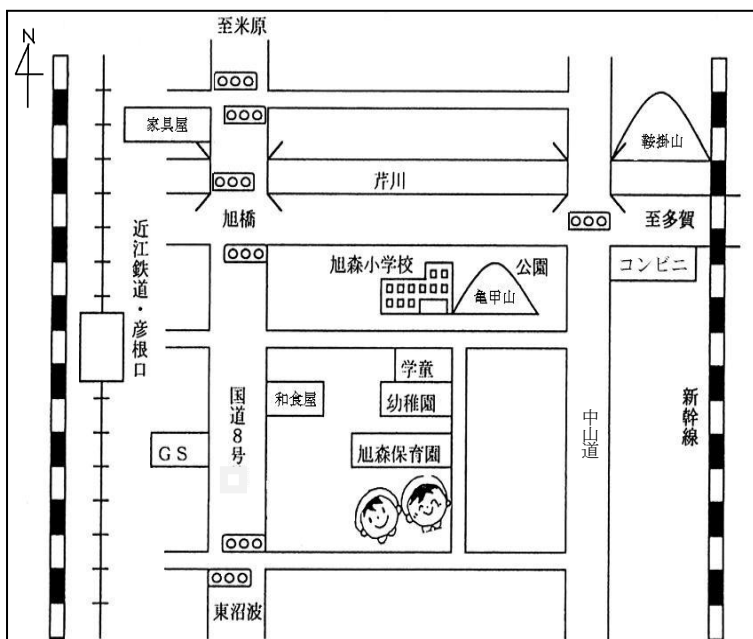 至米原
N
家具屋
鞍掛山
芹川
旭橋
至多賀
近江鉄道・彦根口
旭森小学校
公園
コンビニ
亀甲山
学童
国道8号
和食屋
幼稚園
中山道
新幹線
GS
旭森保育園
東沼波